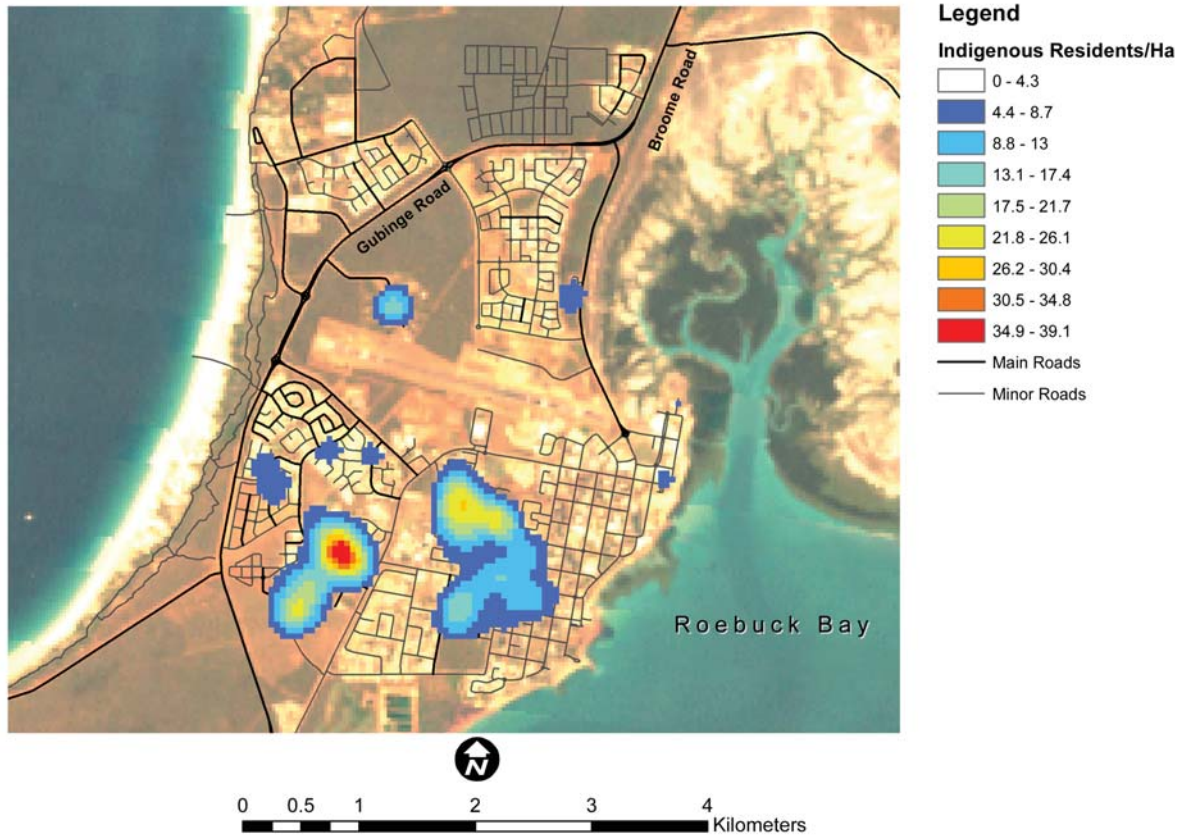 Legend
Indigenous Residents/Ha
0 - 4.3
4.4 - 8.7
8.8 - 13
13.1 - 17.4
17.5 - 21.7
21.8 - 26.1
26.2 - 30.4
30.5 - 34.8
34.9 - 39.1
Main Roads
Minor Roads
Broome Road
Gubinge Road
Roebuck Bay
N
0 0.5 1 2 3 4
Kilometers